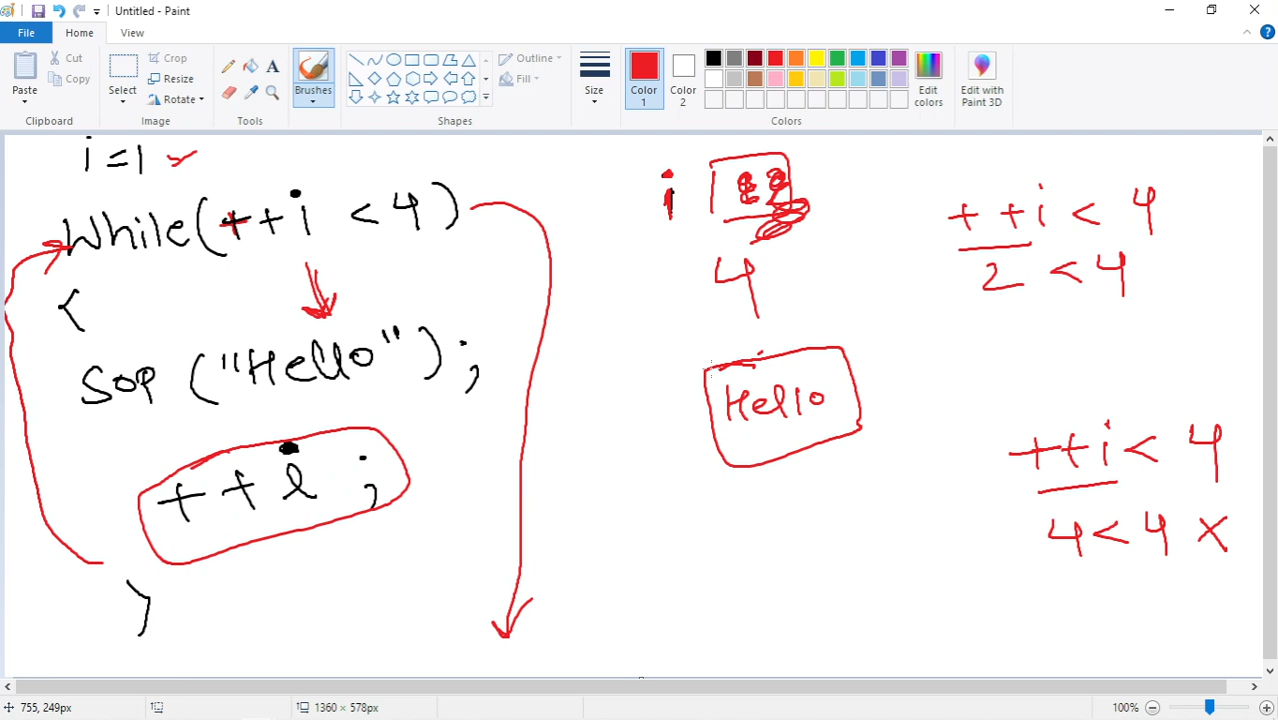 Untitled - Paint
File
Home
View
Paste
Cut
Copy
Clipboard
Select
Crop
Resize
Rotate
Image
Tools
Brushes
Shapes
Outline
Fill
Size
Color 1
Color 2
Edit colors
Colors
Edit with Paint 3D
i = 1
While(++i < 4)
{
Sop ("Hello");
++i ;
}
i
4
Hello
++i < 4
2 < 4
++i < 4
4 < 4 X
755, 249px
1360 × 578px
100%